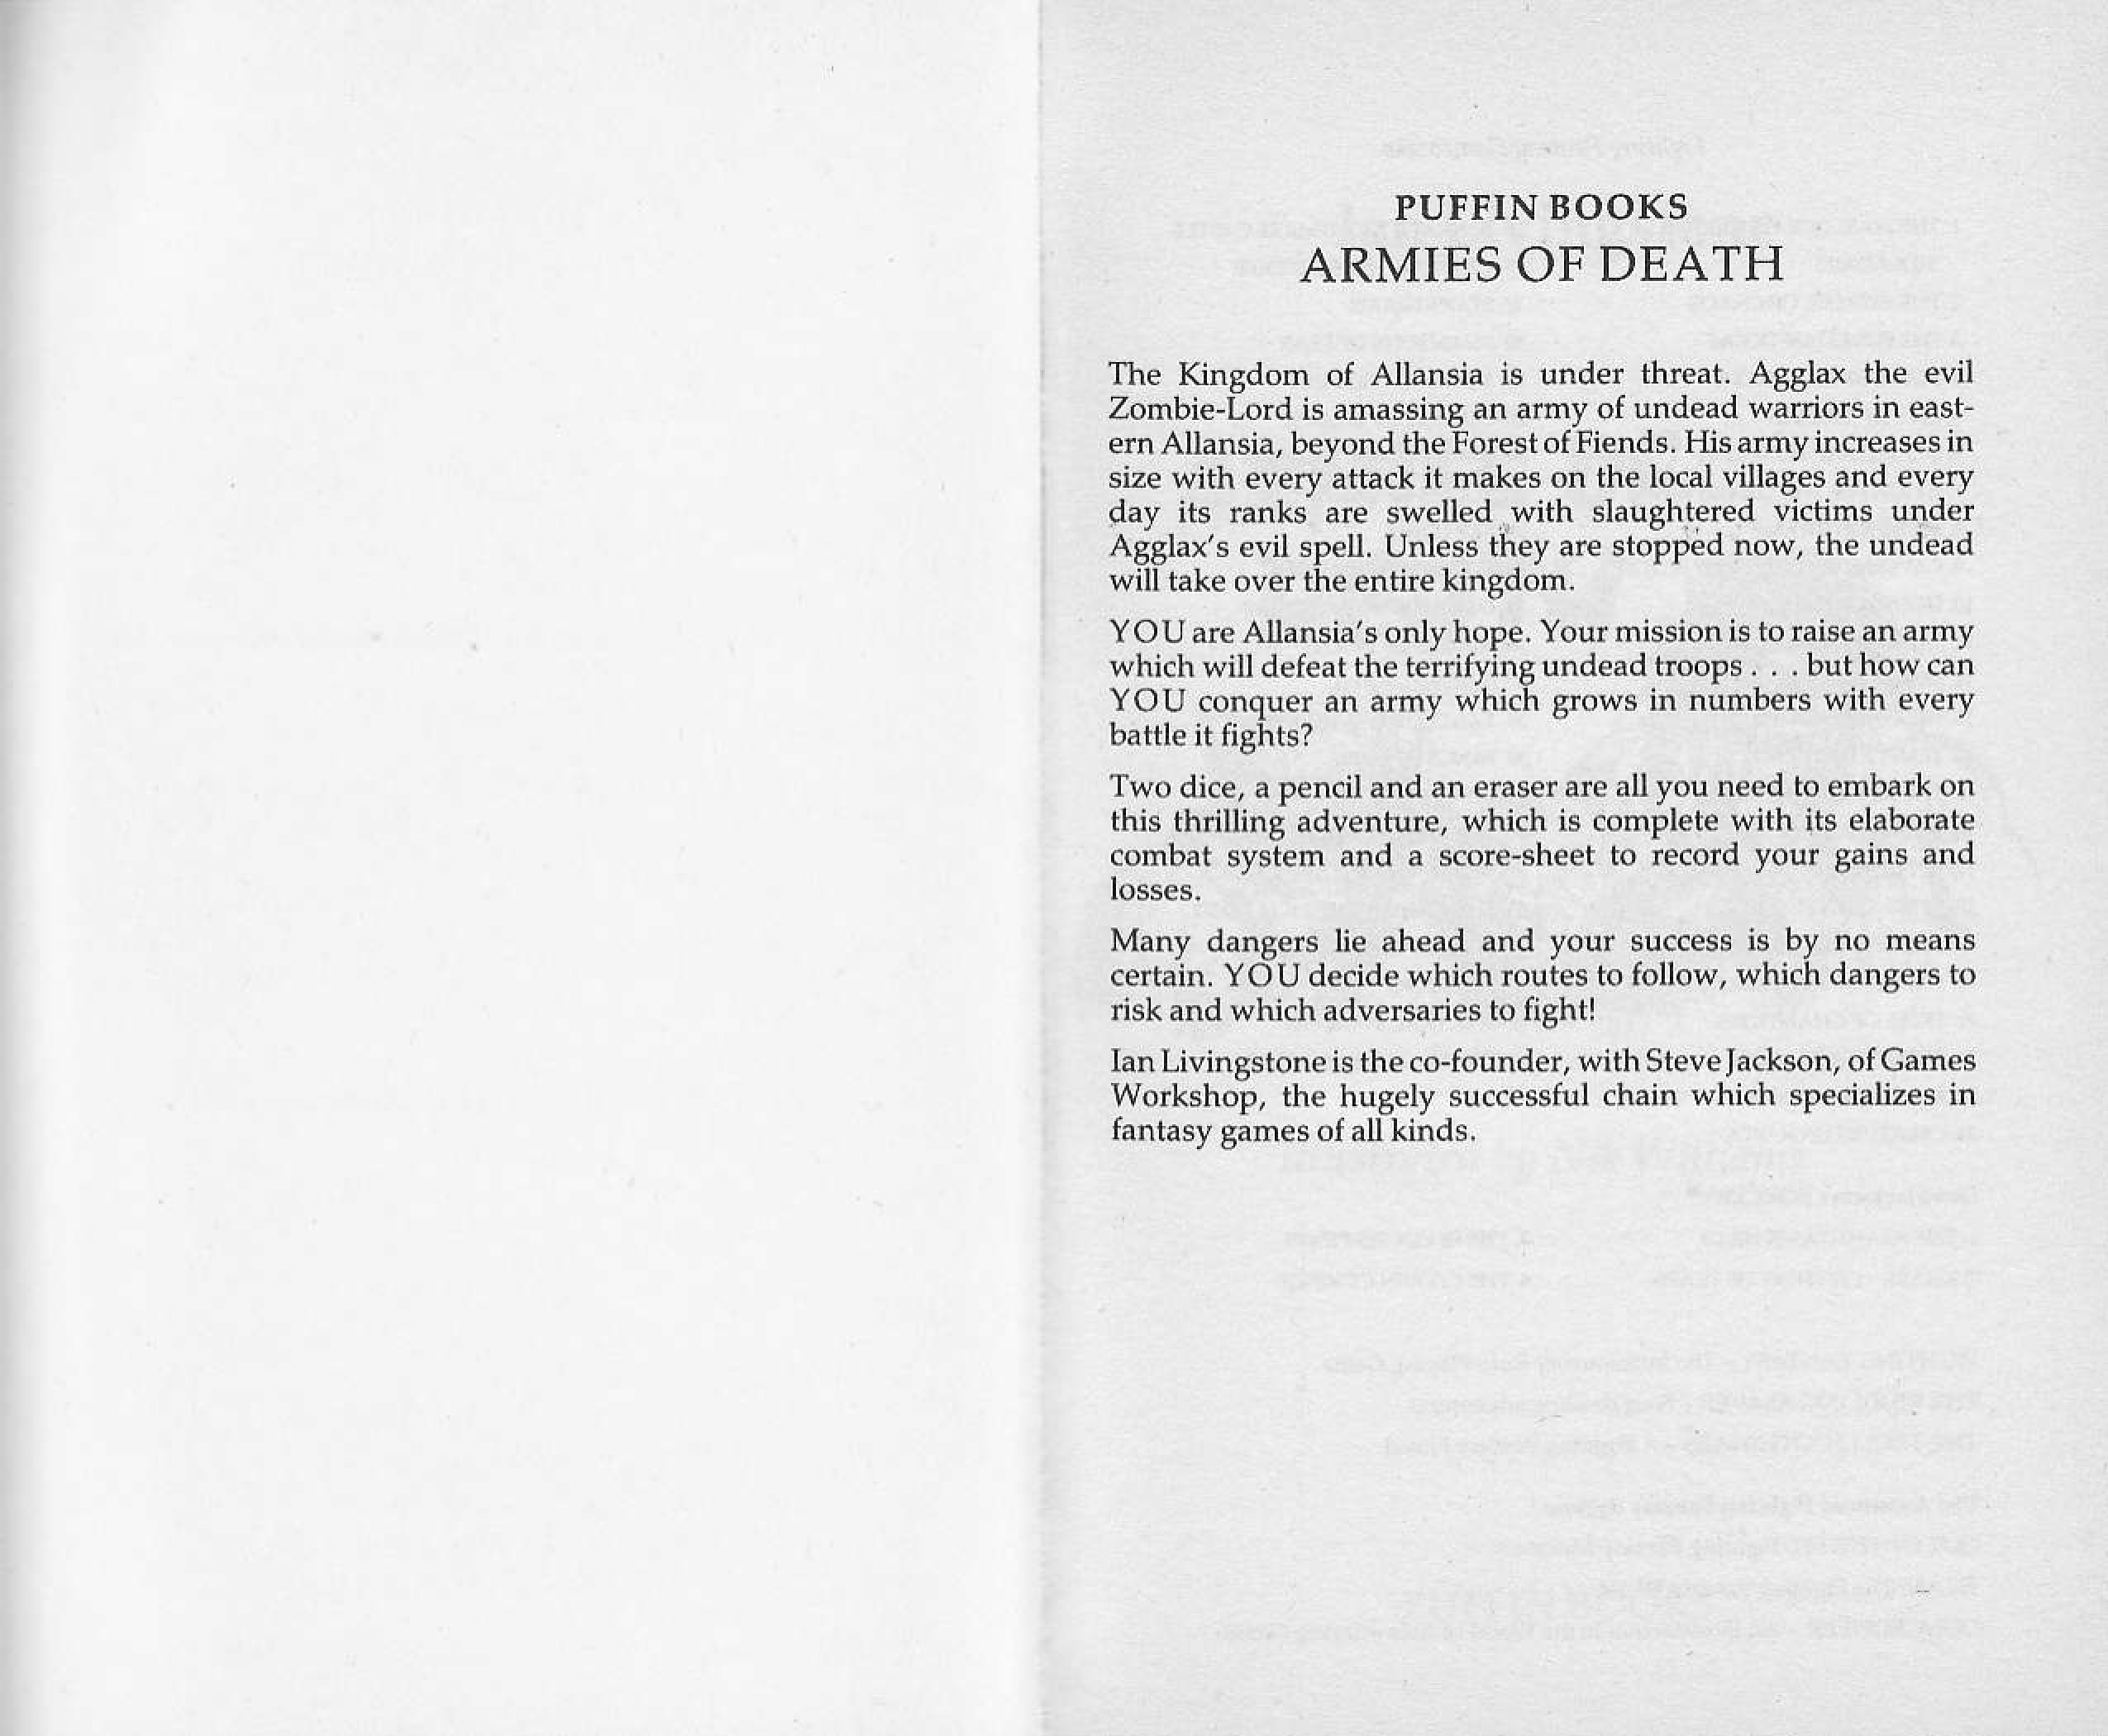 PUFFIN BOOKS
ARMIES OF DEATH
The Kingdom of Allansia is under threat. Agglax the evil
Zombie-Lord is amassing an army of undead warriors in east-
ern Allansia, beyond the Forest of Fiends. His army increases in
size with every attack it makes on the local villages and every
day its ranks are swelled with slaughtered victims under
Agglax's evil spell. Unless they are stopped now, the undead
will take over the entire kingdom.
YOU are Allansia's only hope. Your mission is to raise an army
which will defeat the terrifying undead troops . . . but how can
YOU conquer an army which grows in numbers with every
battle it fights?
Two dice, a pencil and an eraser are all you need to embark on
this thrilling adventure, which is complete with its elaborate
combat system and a score-sheet to record your gains and
losses.
Many dangers lie ahead and your success is by no means
certain. YOU decide which routes to follow, which dangers to
risk and which adversaries to fight!
Ian Livingstone is the co-founder, with Steve Jackson, of Games
Workshop, the hugely successful chain which specializes in
fantasy games of all kinds.